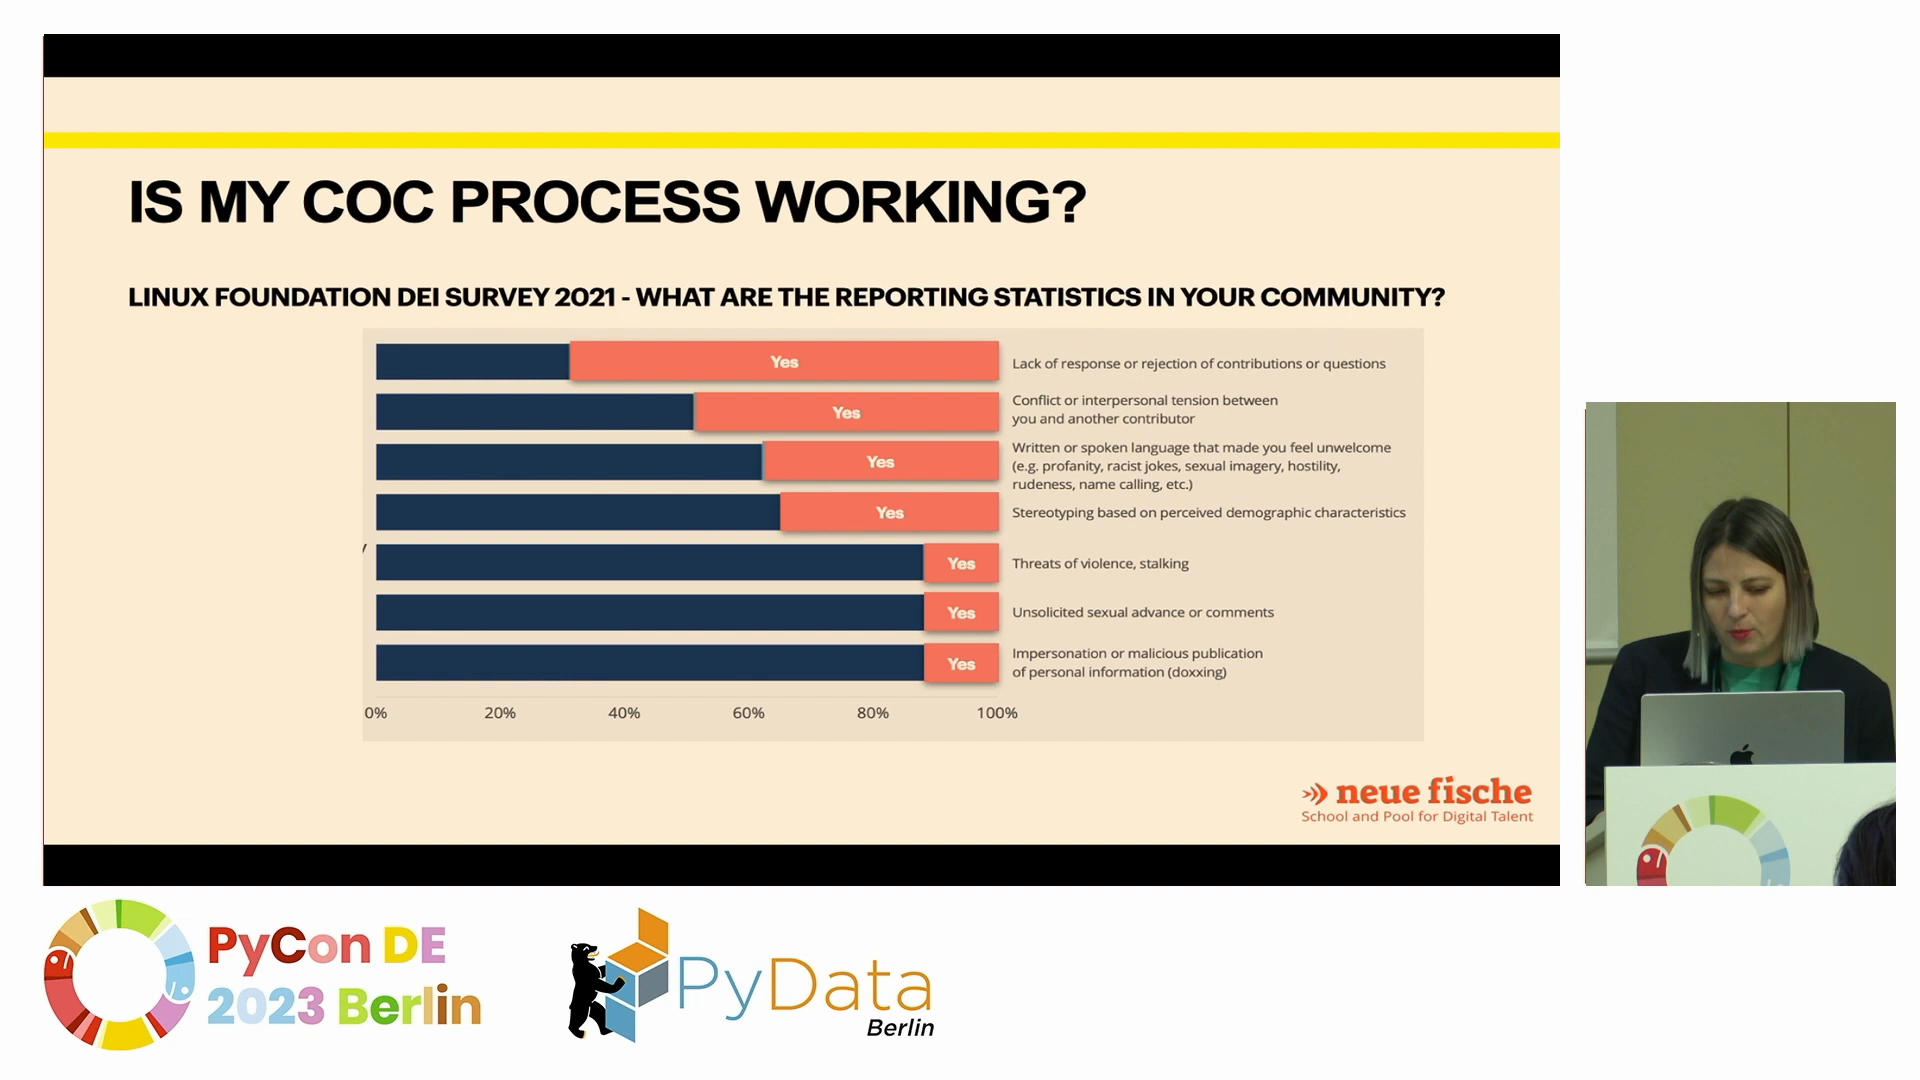 IS MY COC PROCESS WORKING?
LINUX FOUNDATION DEI SURVEY 2021 - WHAT ARE THE REPORTING STATISTICS IN YOUR COMMUNITY?
Yes
Lack of response or rejection of contributions or questions
Yes
Conflict or interpersonal tension between
you and another contributor
Yes
Written or spoken language that made you feel unwelcome
(e.g. profanity, racist jokes, sexual imagery, hostility,
rudeness, name calling, etc.)
Yes
Stereotyping based on perceived demographic characteristics
Yes
Threats of violence, stalking
Yes
Unsolicited sexual advance or comments
Yes
Impersonation or malicious publication
of personal information (doxxing)
0% 20% 40% 60% 80% 100%
neue fische
School and Pool for Digital Talent
PyCon DE
2023 Berlin
PyData
Berlin